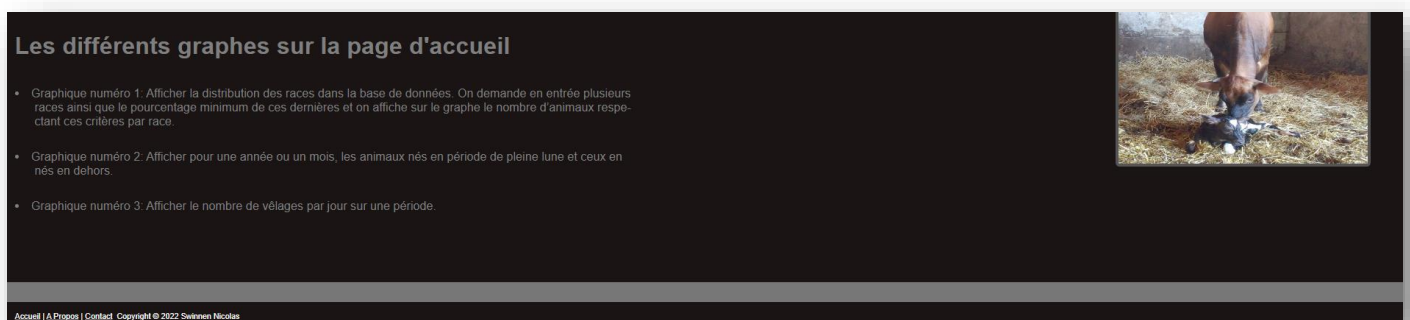 Les différents graphes sur la page d'accueil
• Graphique numéro 1: Afficher la distribution des races dans la base de données. On demande en entrée plusieurs
races ainsi que le pourcentage minimum de ces dernières et on affiche sur le graphe le nombre d'animaux respe-
ctant ces critères par race.
• Graphique numéro 2: Afficher pour une année ou un mois, les animaux nés en période de pleine lune et ceux en
nés en dehors.
• Graphique numéro 3: Afficher le nombre de vêlages par jour sur une période.
Accueil | A Propos | Contact Copyright © 2022 Swinnen Nicolas